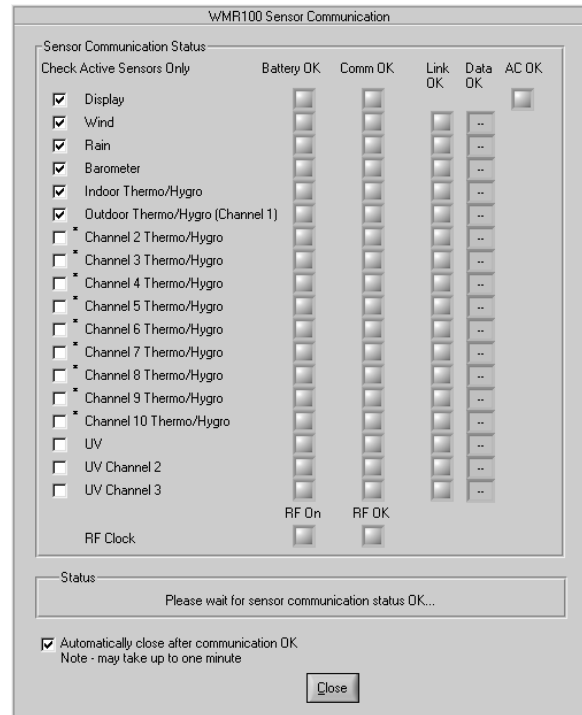 WMR100 Sensor Communication
Sensor Communication Status
Check Active Sensors Only Battery OK Comm OK Link OK Data OK AC OK
Display
Wind --
Rain --
Barometer --
Indoor Thermo/Hygro --
Outdoor Thermo/Hygro (Channel 1) --
* Channel 2 Thermo/Hygro --
* Channel 3 Thermo/Hygro --
* Channel 4 Thermo/Hygro --
* Channel 5 Thermo/Hygro --
* Channel 6 Thermo/Hygro --
* Channel 7 Thermo/Hygro --
* Channel 8 Thermo/Hygro --
* Channel 9 Thermo/Hygro --
* Channel 10 Thermo/Hygro --
UV --
UV Channel 2 --
UV Channel 3 --
RF On RF OK
RF Clock
Status
Please wait for sensor communication status OK...
Automatically close after communication OK
Note - may take up to one minute
Close